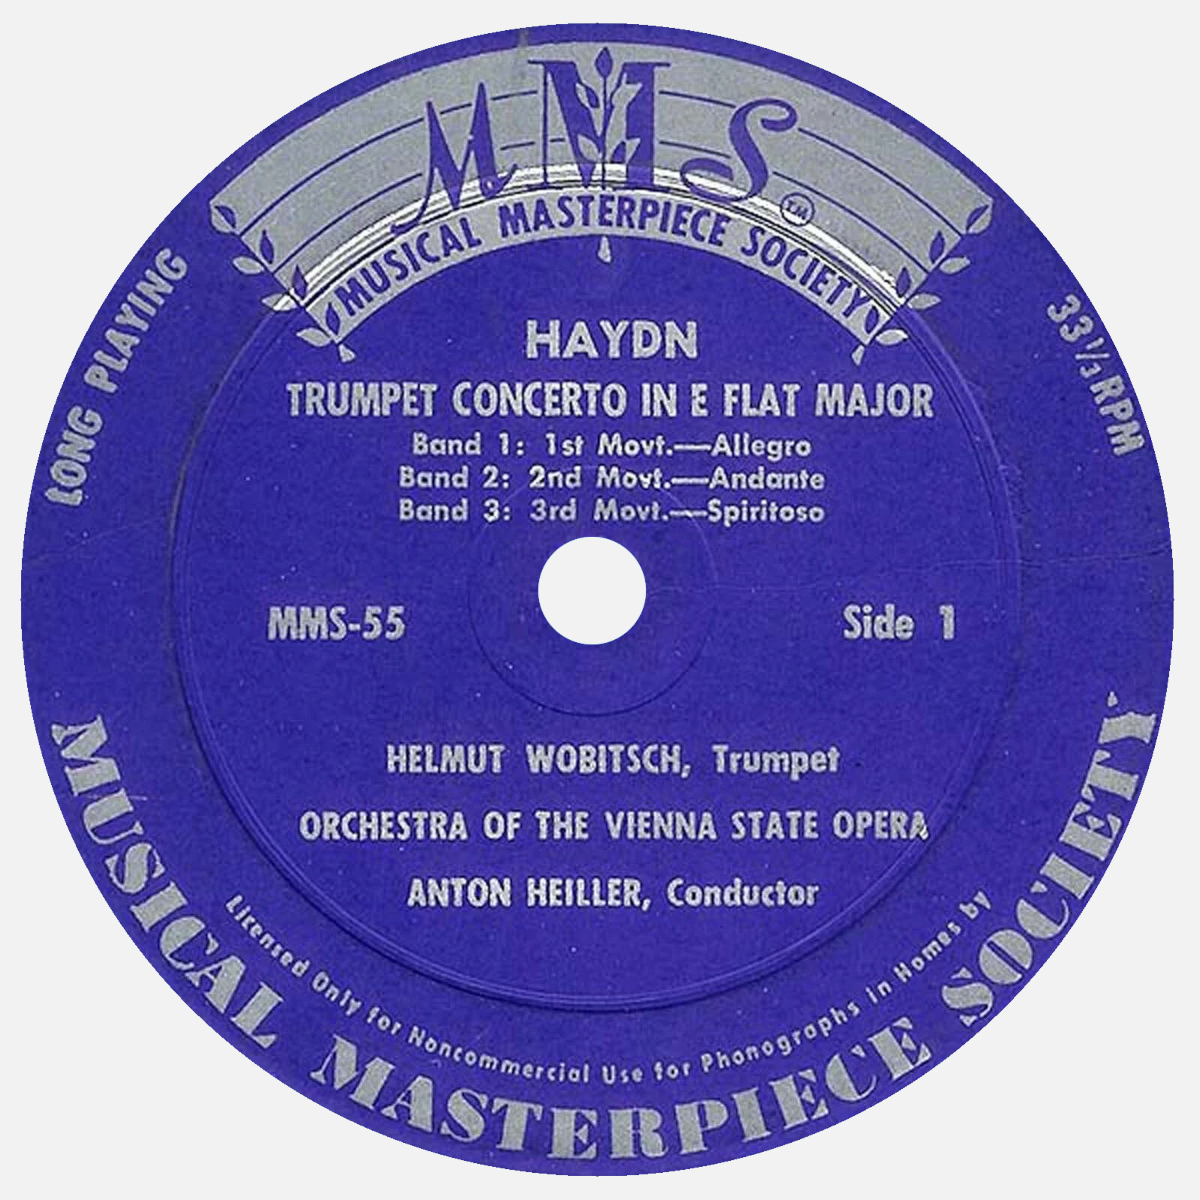 MMS
TM
MUSICAL MASTERPIECE SOCIETY
LONG PLAYING
33 1/3 RPM
HAYDN
TRUMPET CONCERTO IN E FLAT MAJOR
Band 1: 1st Movt.—Allegro
Band 2: 2nd Movt.—Andante
Band 3: 3rd Movt.—Spiritoso
MMS-55
Side 1
HELMUT WOBITSCH, Trumpet
ORCHESTRA OF THE VIENNA STATE OPERA
ANTON HEILLER, Conductor
Licensed Only for Noncommercial Use for Phonographs in Homes by
MUSICAL MASTERPIECE SOCIETY